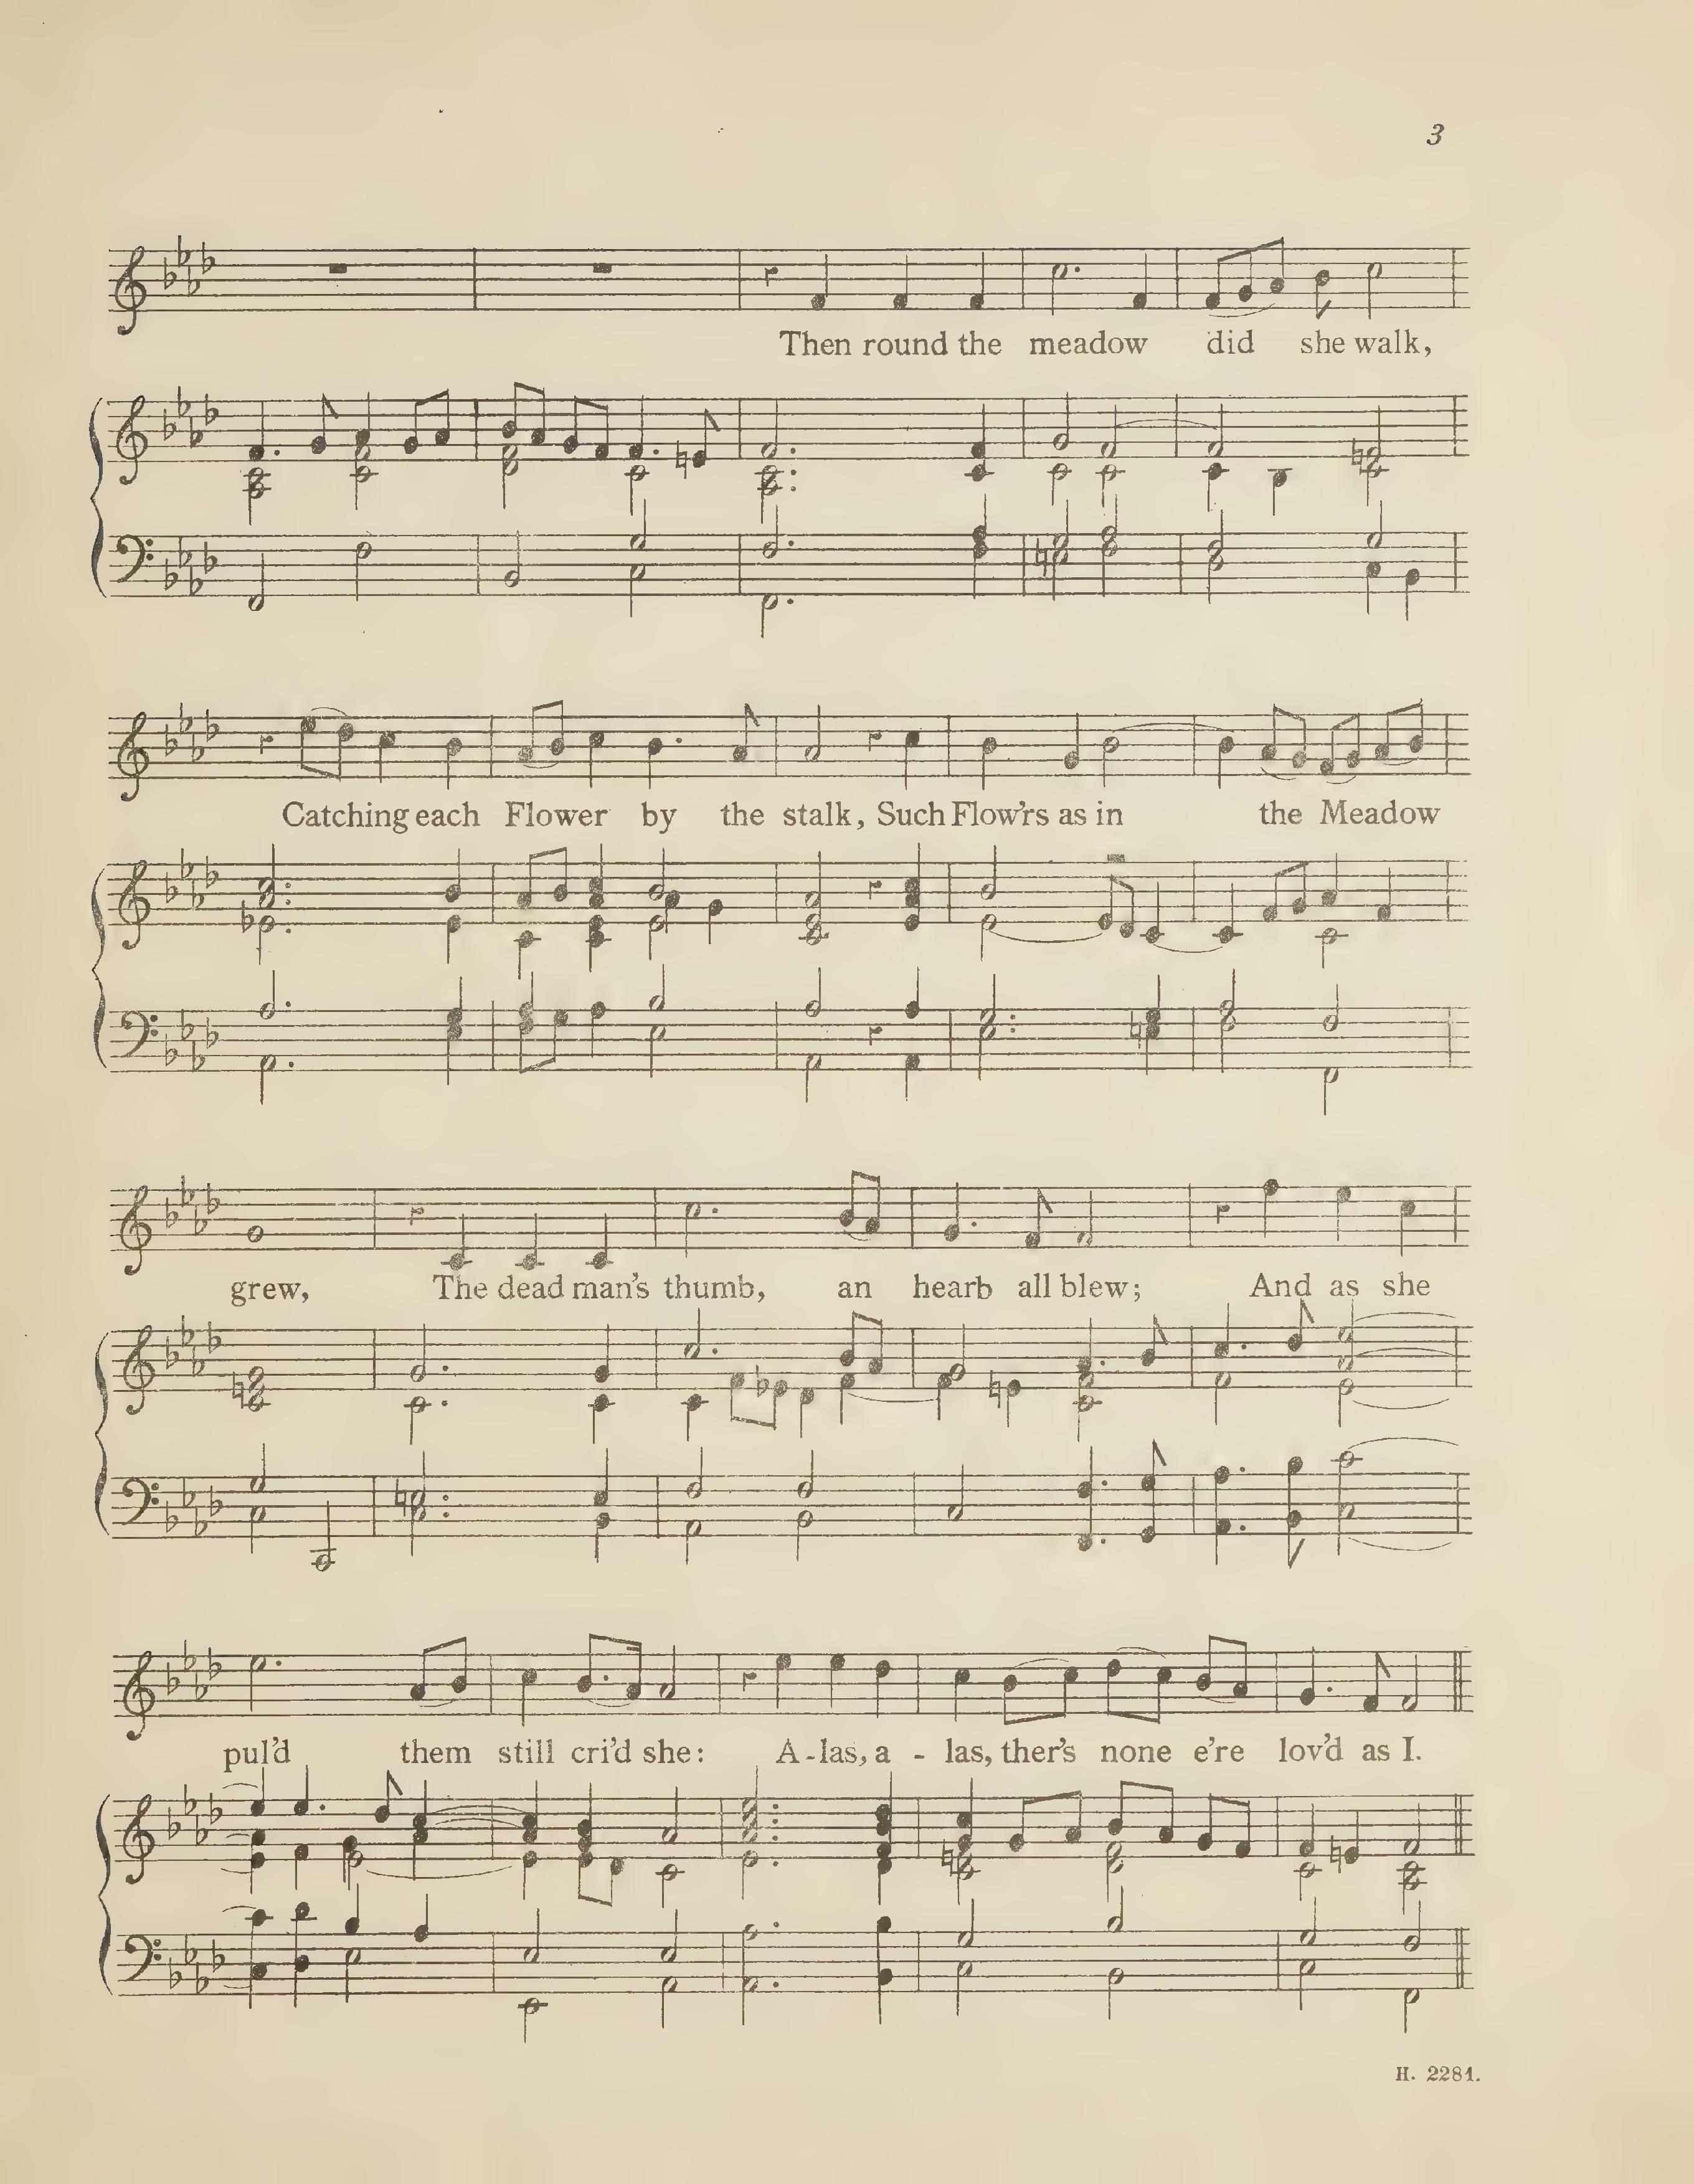 3
Then round the meadow did she walk,
Catching each Flower by the stalk, Such Flow'rs as in the Meadow
grew, The dead man's thumb, an hearb all blew; And as she
pul'd them still cri'd she: A-las, a - las, ther's none e're lov'd as I.
H. 2281.